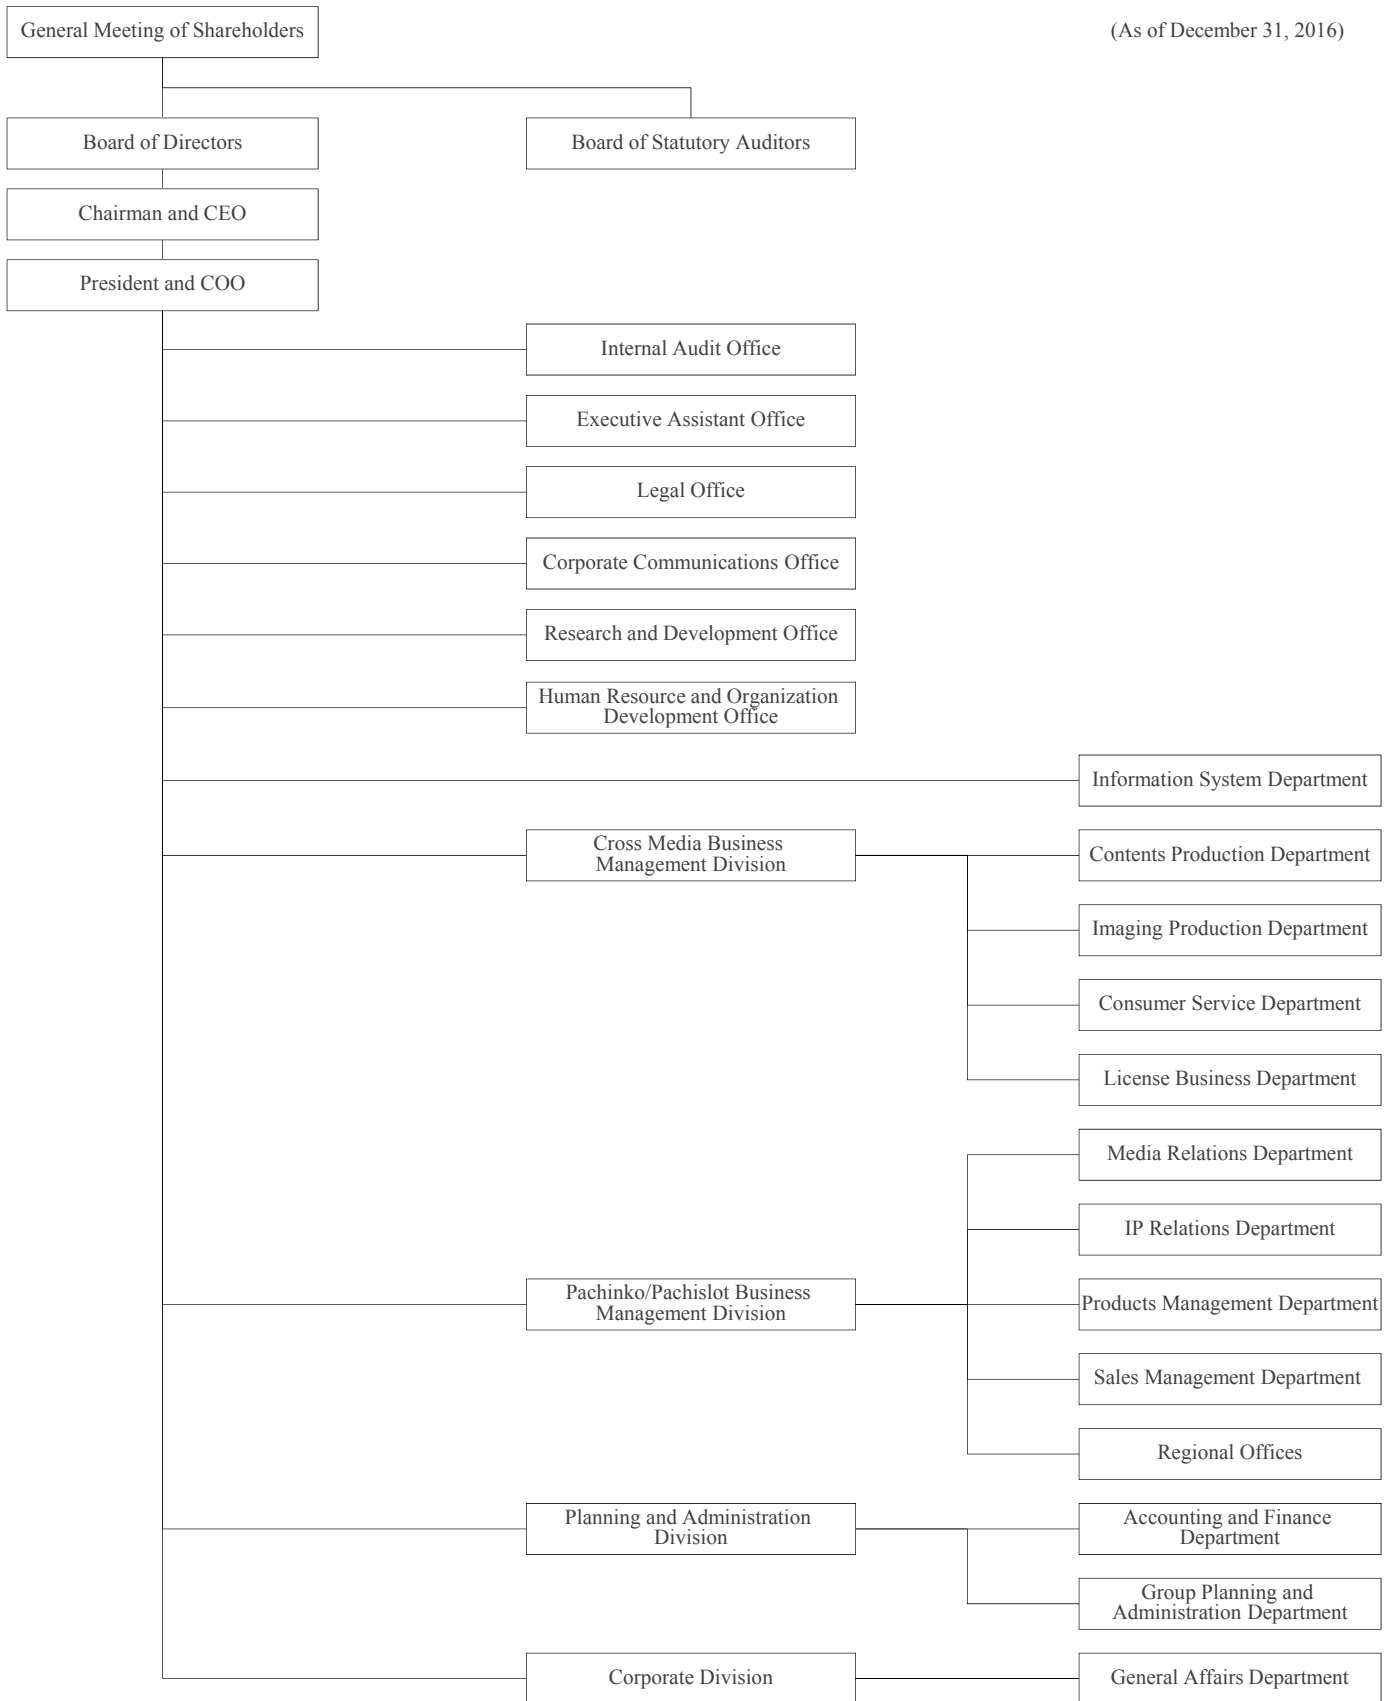 General Meeting of Shareholders
(As of December 31, 2016)
Board of Directors
Board of Statutory Auditors
Chairman and CEO
President and COO
Internal Audit Office
Executive Assistant Office
Legal Office
Corporate Communications Office
Research and Development Office
Human Resource and Organization
Development Office
Information System Department
Cross Media Business
Management Division
Contents Production Department
Imaging Production Department
Consumer Service Department
License Business Department
Media Relations Department
IP Relations Department
Pachinko/Pachislot Business
Management Division
Products Management Department
Sales Management Department
Regional Offices
Planning and Administration
Division
Accounting and Finance
Department
Group Planning and
Administration Department
Corporate Division
General Affairs Department